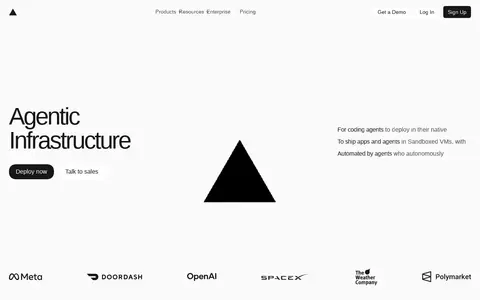 Products Resources Enterprise Pricing Get a Demo Log In Sign Up
Agentic
Infrastructure
Deploy now Talk to sales
For coding agents to deploy in their native
To ship apps and agents in Sandboxed VMs, with
Automated by agents who autonomously
Meta
DOORDASH
OpenAI
SPACEX
The
Weather
Company
Polymarket